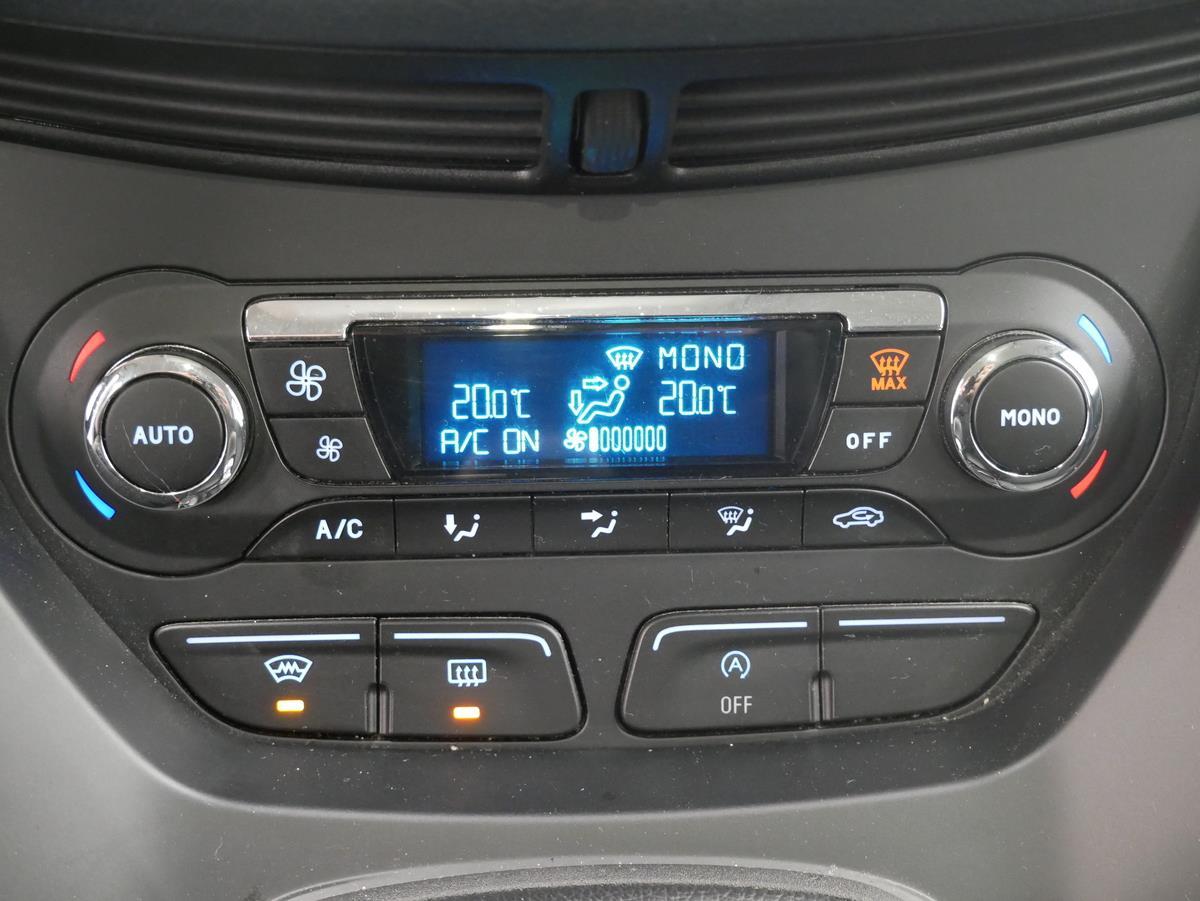 MONO
20.0°C 20.0°C
A/C ON
AUTO
MAX
OFF
MONO
A/C
A
OFF